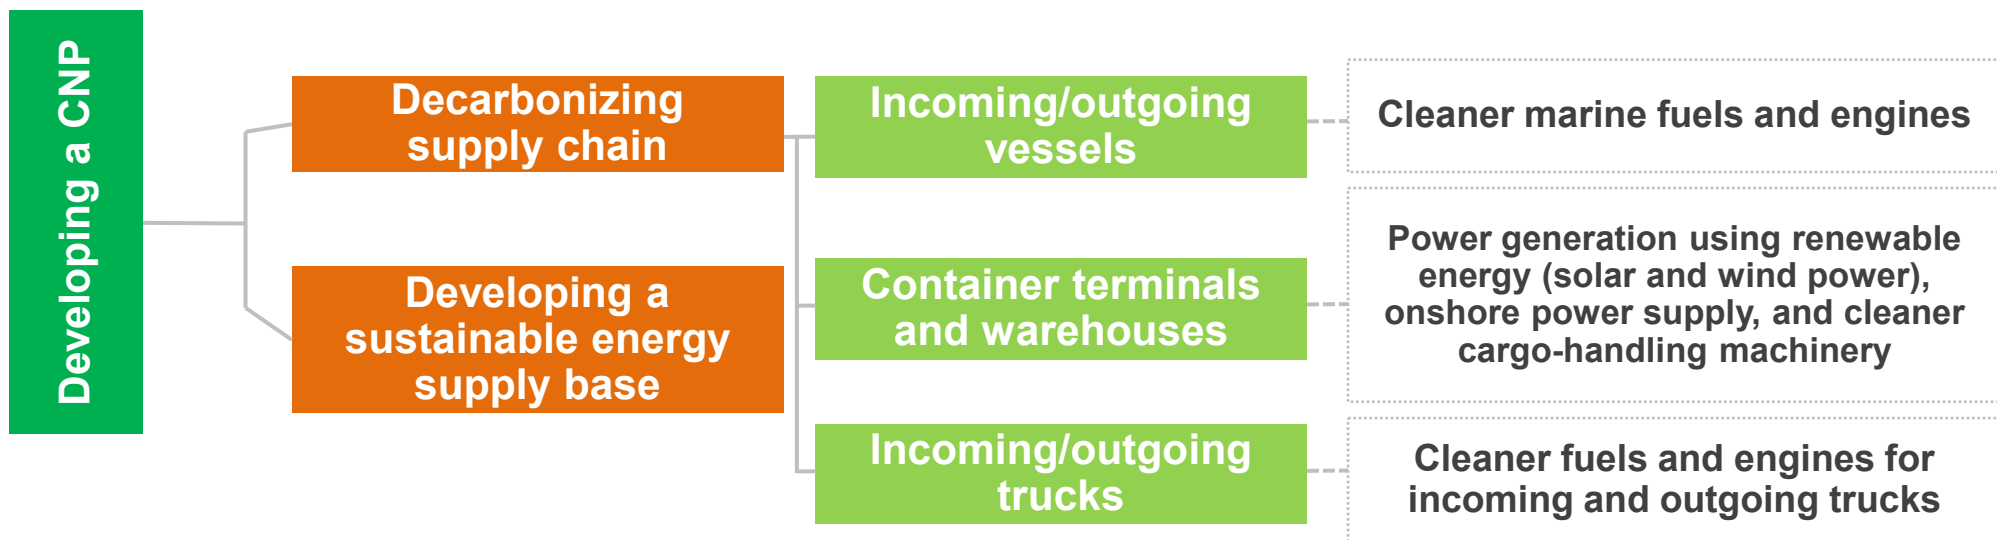 Developing a CNP
Decarbonizing
supply chain
Developing a
sustainable energy
supply base
Incoming/outgoing
vessels
Container terminals
and warehouses
Incoming/outgoing
trucks
Cleaner marine fuels and engines
Power generation using renewable
energy (solar and wind power),
onshore power supply, and cleaner
cargo-handling machinery
Cleaner fuels and engines for
incoming and outgoing trucks